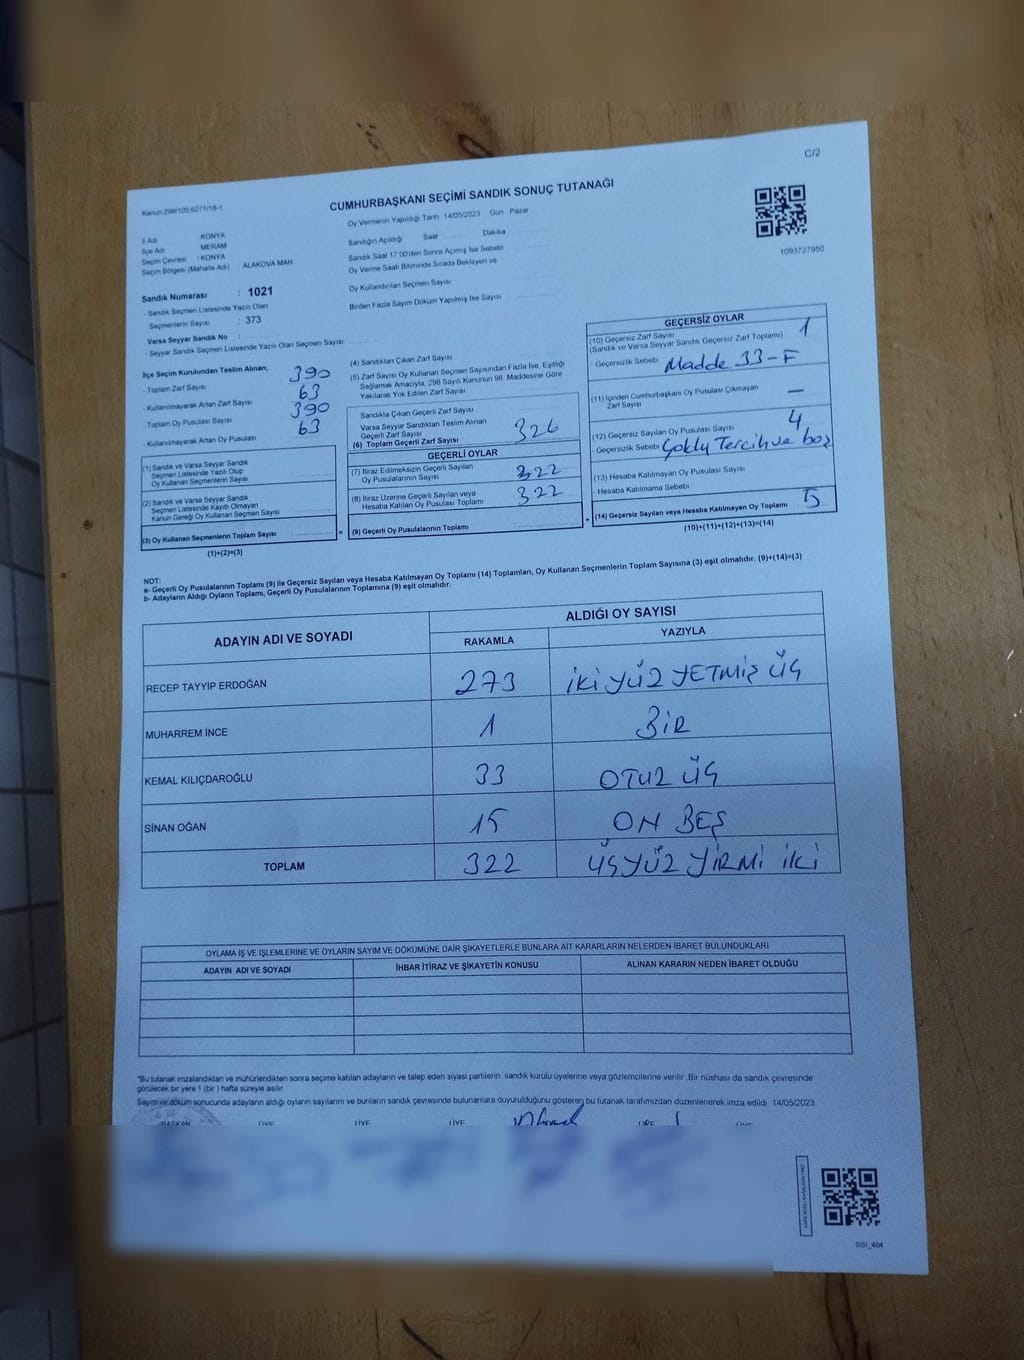 C/2
Kanun:298/105,6271/18-1
CUMHURBAŞKANI SEÇİMİ SANDIK SONUÇ TUTANAĞI
İl Adı KONYA
İlçe Adı MERAM
Seçim Çevresi : KONYA
Seçim Bölgesi (Mahalle Adı) ALAKOVA MAH.
Sandık Numarası : 1021
- Sandık Seçmen Listesinde Yazılı Olan
Seçmenlerin Sayısı : 373
Varsa Seyyar Sandık No :
- Seyyar Sandık Seçmen Listesinde Yazılı Olan Seçmen Sayısı
Oy Vermenin Yapıldığı Tarih :14/05/2023 Gün Pazar
Sandığın Açıldığı Saat Dakika
Sandık Saat 17:00'den Sonra Açılmış İse Sebebi
Oy Verme Saati Bitiminde Sırada Bekleyen ve
Oy Kullandırılan Seçmen Sayısı
Birden Fazla Sayım Döküm Yapılmış İse Sayısı
1093727950
İlçe Seçim Kurulundan Teslim Alınan;
- Toplam Zarf Sayısı 390
- Kullanılmayarak Artan Zarf Sayısı 63
- Toplam Oy Pusulası Sayısı 390
- Kullanılmayarak Artan Oy Pusulası 63
(1) Sandık ve Varsa Seyyar Sandık
Seçmen Listesinde Yazılı Olup
Oy Kullanan Seçmenlerin Sayısı
(2) Sandık ve Varsa Seyyar Sandık
Seçmen Listesinde Kayıtlı Olmayan
Kanun Gereği Oy Kullanan Seçmen Sayısı
(3) Oy Kullanan Seçmenlerin Toplam Sayısı
(1)+(2)=(3)
(4) Sandıktan Çıkan Zarf Sayısı
(5) Zarf Sayısı Oy Kullanan Seçmen Sayısından Fazla İse, Eşitliği
Sağlamak Amacıyla, 298 Sayılı Kanunun 98. Maddesine Göre
Yakılarak Yok Edilen Zarf Sayısı
Sandıkta Çıkan Geçerli Zarf Sayısı
Varsa Seyyar Sandıktan Teslim Alınan
Geçerli Zarf Sayısı
(6) Toplam Geçerli Zarf Sayısı 326
GEÇERLİ OYLAR
(7) İtiraz Edilmeksizin Geçerli Sayılan
Oy Pusulalarının Sayısı 322
(8) İtiraz Üzerine Geçerli Sayılan veya
Hesaba Katılan Oy Pusulası Toplamı 322
= (9) Geçerli Oy Pusulalarının Toplamı
GEÇERSİZ OYLAR
(10) Geçersiz Zarf Sayısı 1
(Sandık ve Varsa Seyyar Sandık Geçersiz Zarf Toplamı)
- Geçersizlik Sebebi Madde 33-F
(11) İçinden Cumhurbaşkanı Oy Pusulası Çıkmayan
Zarf Sayısı —
(12) Geçersiz Sayılan Oy Pusulası Sayısı 4
- Geçersizlik Sebebi Çoklu Tercih ve boş
(13) Hesaba Katılmayan Oy Pusulası Sayısı
- Hesaba Katılmama Sebebi
+ (14) Geçersiz Sayılan veya Hesaba Katılmayan Oy Toplamı 5
(10)+(11)+(12)+(13)=(14)
NOT:
a- Geçerli Oy Pusulalarının Toplamı (9) ile Geçersiz Sayılan veya Hesaba Katılmayan Oy Toplamı (14) Toplamları, Oy Kullanan Seçmenlerin Toplam Sayısına (3) eşit olmalıdır. (9)+(14)=(3)
b- Adayların Aldığı Oyların Toplamı, Geçerli Oy Pusulalarının Toplamına (9) eşit olmalıdır.
ADAYIN ADI VE SOYADI ALDIĞI OY SAYISI
RAKAMLA YAZIYLA
RECEP TAYYİP ERDOĞAN 273 İKİ YÜZ YETMİŞ ÜÇ
MUHARREM İNCE 1 BİR
KEMAL KILIÇDAROĞLU 33 OTUZ ÜÇ
SİNAN OĞAN 15 ON BEŞ
TOPLAM 322 ÜÇYÜZ YİRMİ İKİ
OYLAMA İŞ VE İŞLEMLERİNE VE OYLARIN SAYIM VE DÖKÜMÜNE DAİR ŞİKAYETLERLE BUNLARA AİT KARARLARIN NELERDEN İBARET BULUNDUKLARI
ADAYIN ADI VE SOYADI İHBAR İTİRAZ VE ŞİKAYETİN KONUSU ALINAN KARARIN NEDEN İBARET OLDUĞU
*Bu tutanak imzalandıktan ve mühürlendikten sonra seçime katılan adayların ve talep eden siyasi partilerin sandık kurulu üyelerine veya gözlemcilerine verilir .Bir nüshası da sandık çevresinde
görülecek bir yere 1 (bir ) hafta süreyle asılır
Sayım ve döküm sonucunda adayların aldığı oyların sayılarını ve bunların sandık çevresinde bulunanlara duyurulduğunu gösteren bu tutanak tarafımızdan düzenlenerek imza edildi. 14/05/2023
BAŞKAN ÜYE ÜYE ÜYE ÜYE ÜYE